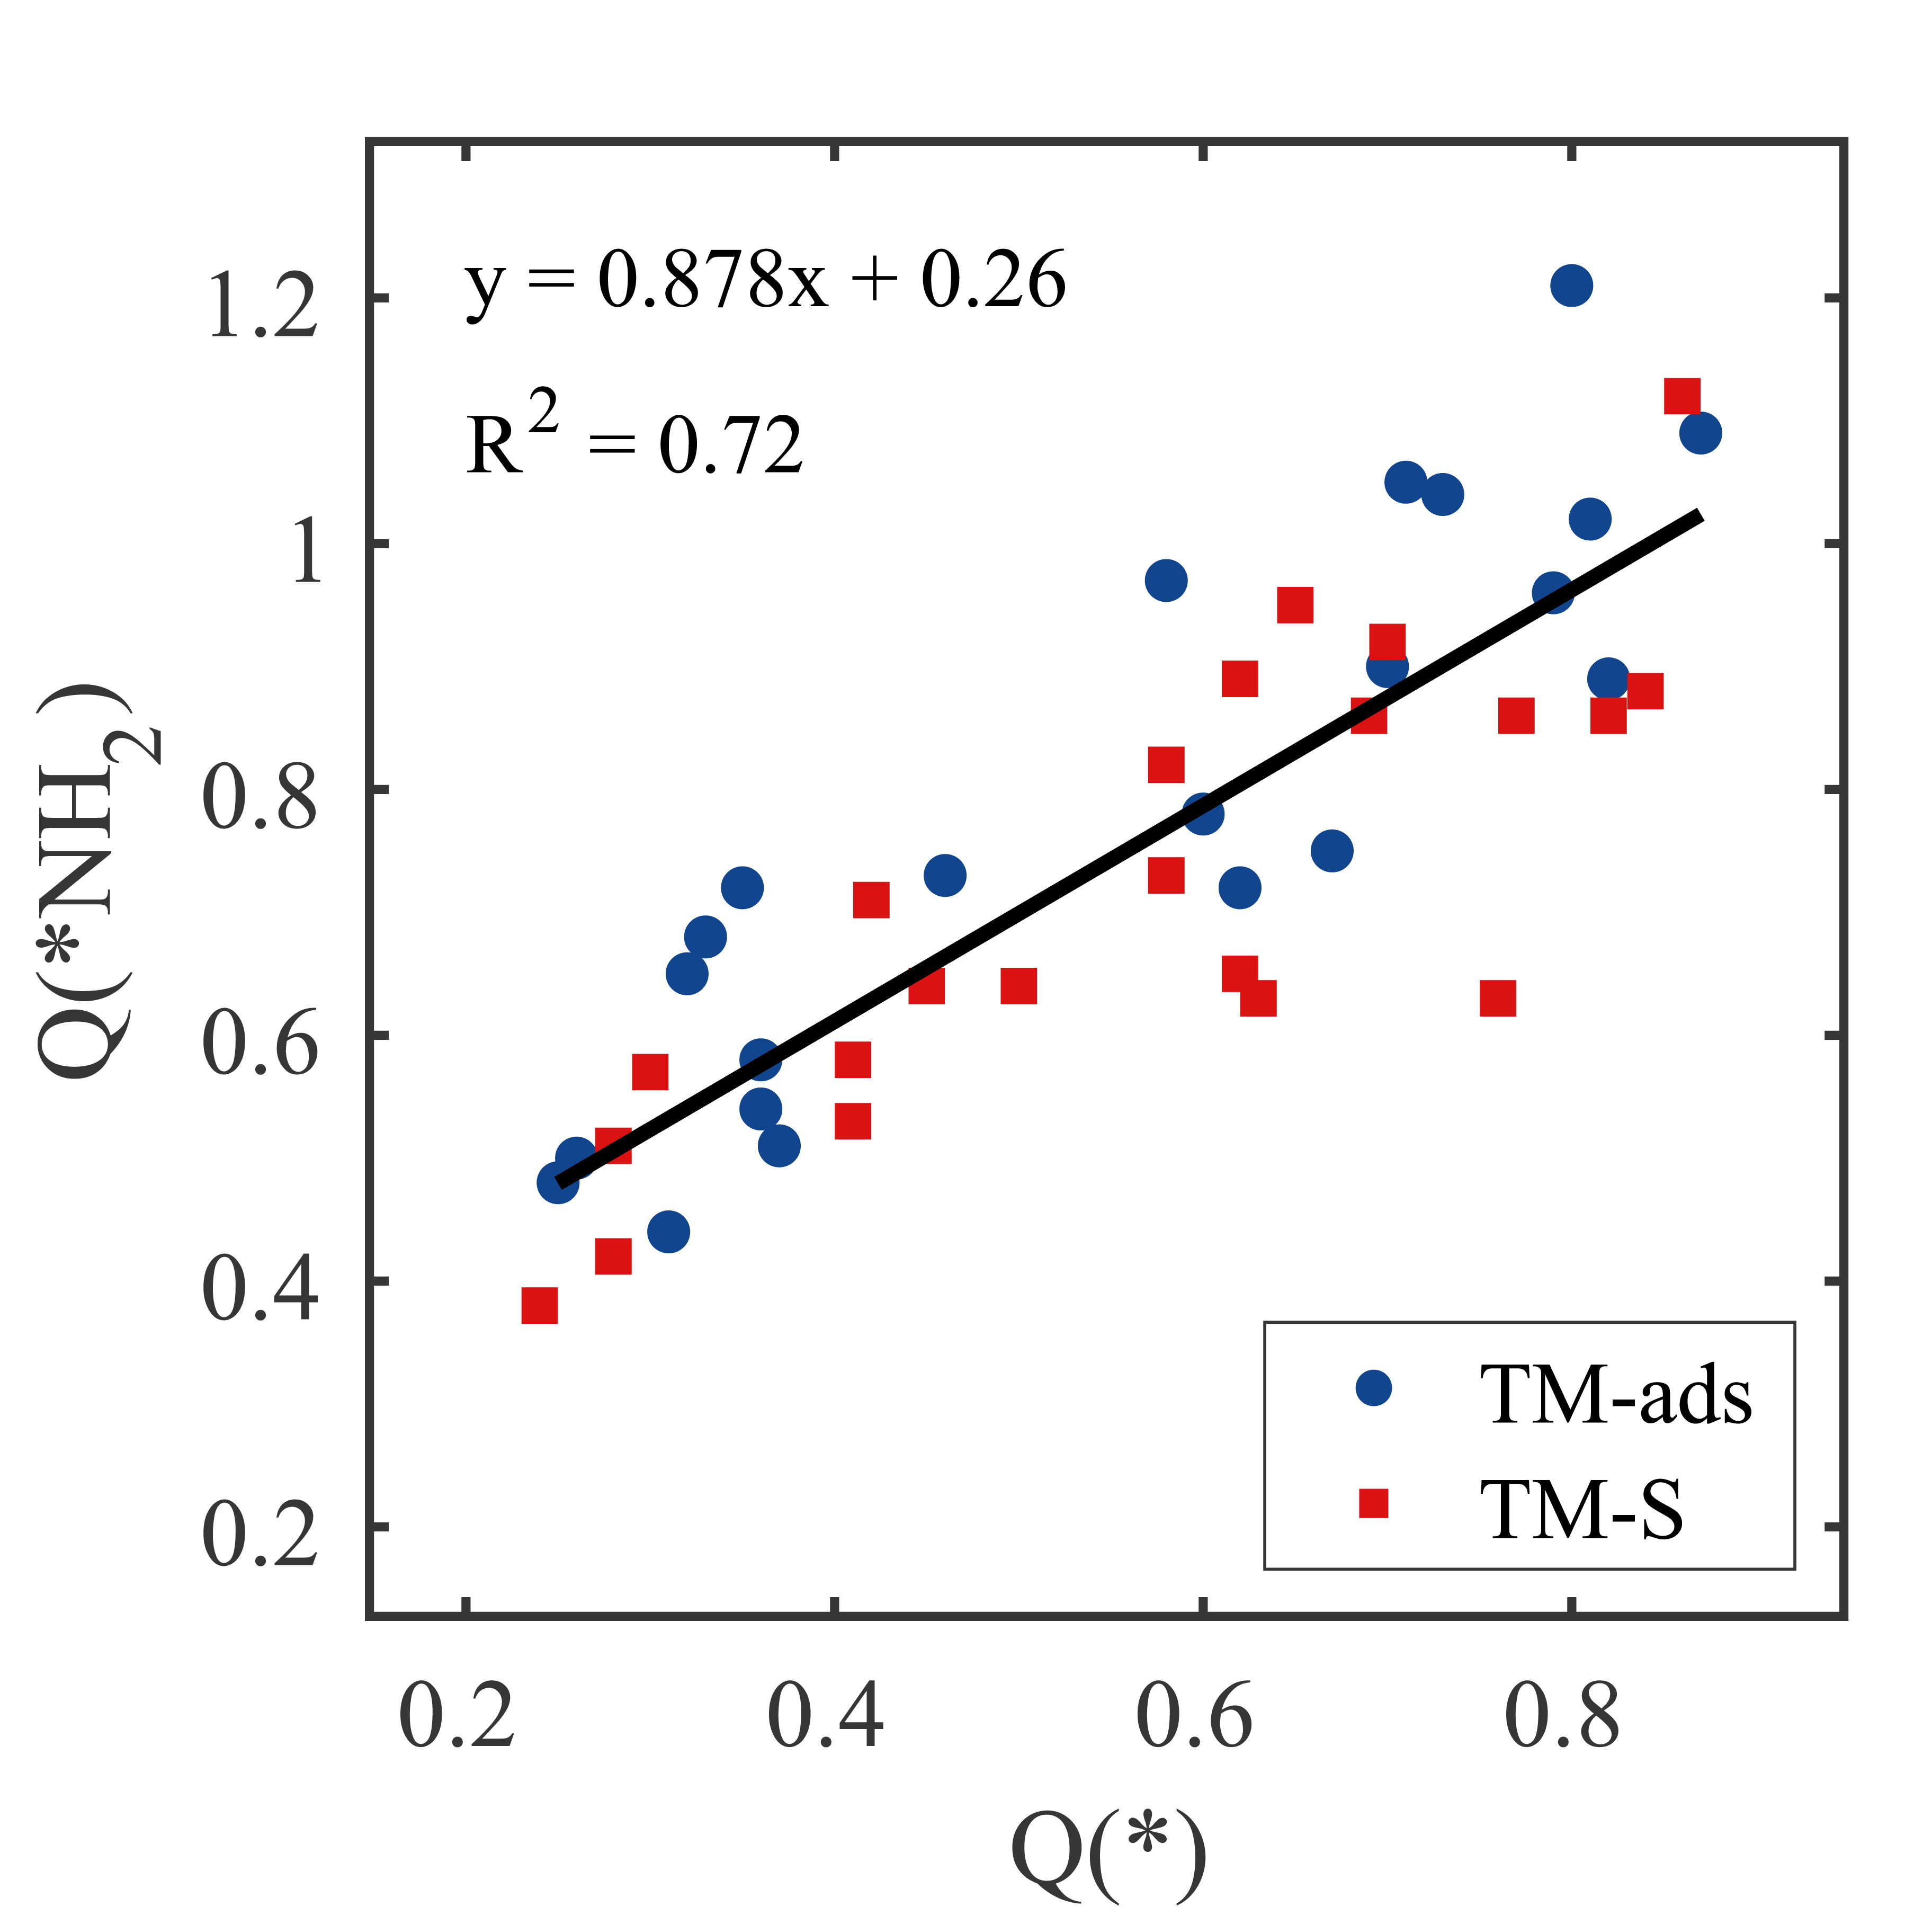 y = 0.878x + 0.26
R² = 0.72
1.2
1
0.8
0.6
0.4
0.2
Q(*NH₂)
TM-ads
TM-S
0.2 0.4 0.6 0.8
Q(*)